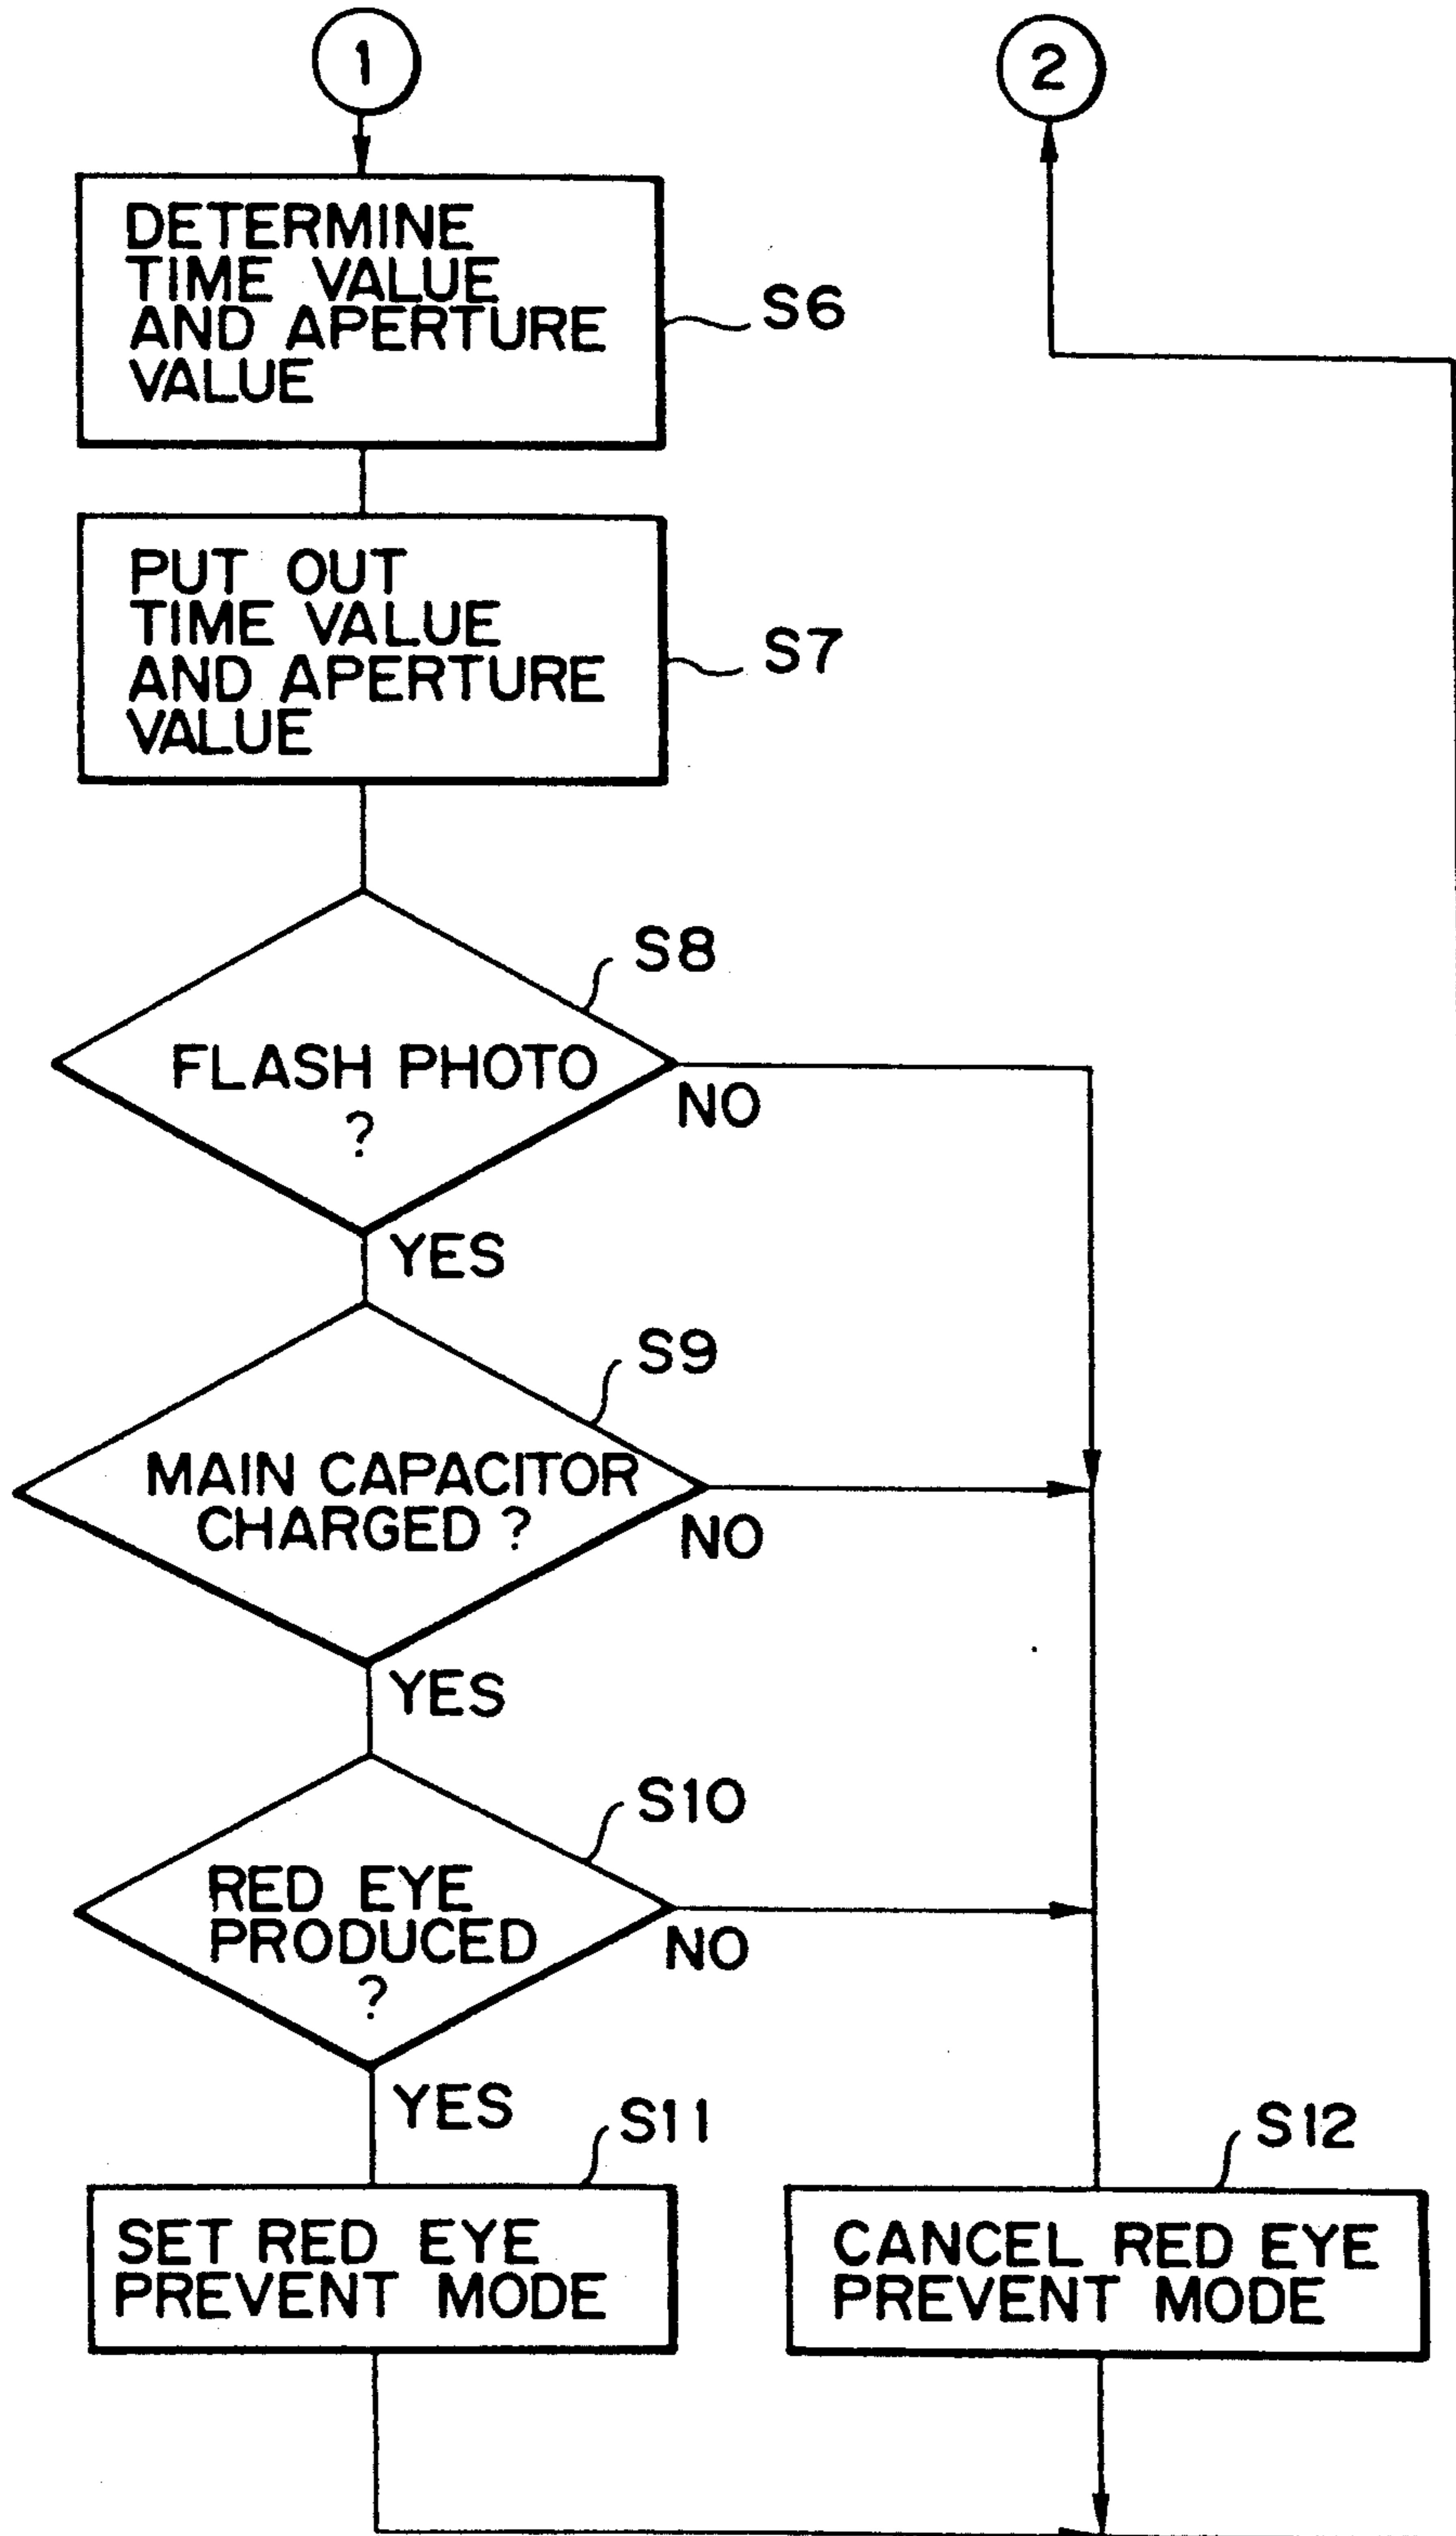 1
2
DETERMINE
TIME VALUE
AND APERTURE
VALUE
S6
PUT OUT
TIME VALUE
AND APERTURE
VALUE
S7
S8
FLASH PHOTO
?
NO
YES
S9
MAIN CAPACITOR
CHARGED ?
NO
YES
S10
RED EYE
PRODUCED
?
NO
YES
S11
SET RED EYE
PREVENT MODE
S12
CANCEL RED EYE
PREVENT MODE